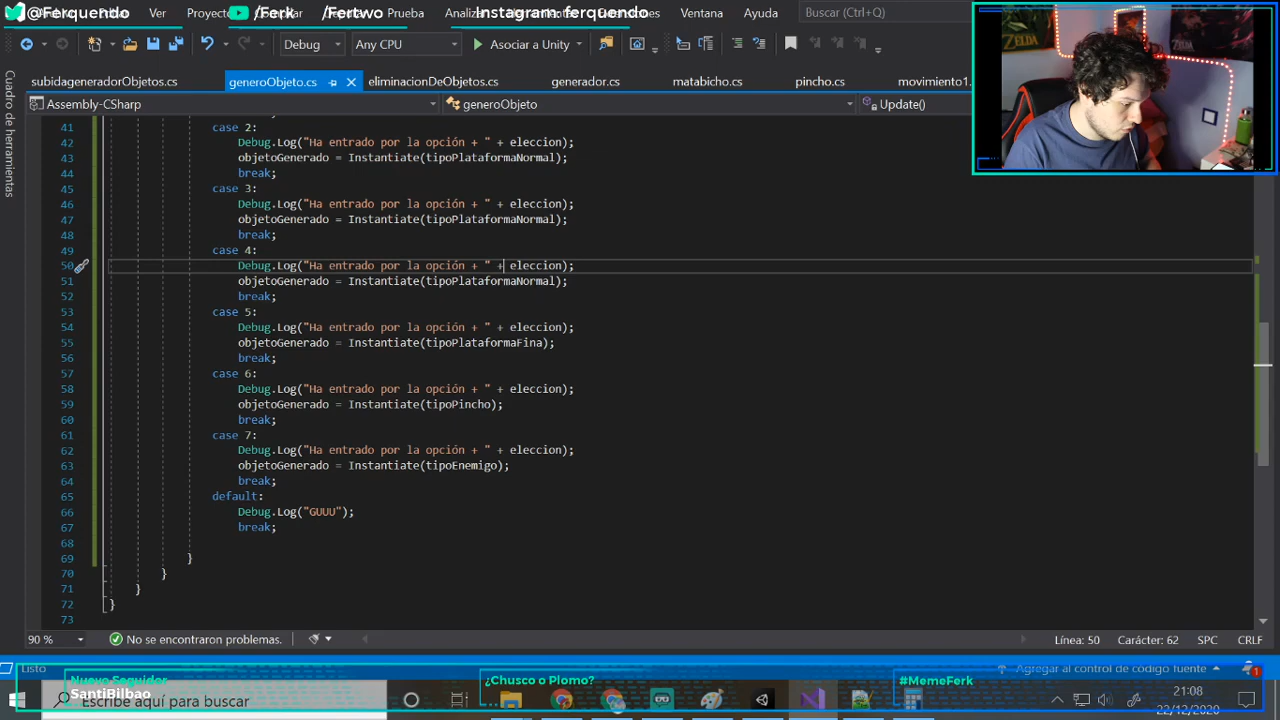 @Ferquendo
/Ferk_
/Fertwo
Instagram-ferquendo
Ver
Proyecto
Prueba
Ventana
Ayuda
Buscar (Ctrl+Q)
Debug
Any CPU
Asociar a Unity
Cuadro de herramientas
subidageneradorObjetos.cs
generoObjeto.cs
eliminacionDeObjetos.cs
generador.cs
matabicho.cs
pincho.cs
movimiento1.
Assembly-CSharp
generoObjeto
Update()
41 case 2:
42 Debug.Log("Ha entrado por la opción + " + eleccion);
43 objetoGenerado = Instantiate(tipoPlataformaNormal);
44 break;
45 case 3:
46 Debug.Log("Ha entrado por la opción + " + eleccion);
47 objetoGenerado = Instantiate(tipoPlataformaNormal);
48 break;
49 case 4:
50 Debug.Log("Ha entrado por la opción + " + eleccion);
51 objetoGenerado = Instantiate(tipoPlataformaNormal);
52 break;
53 case 5:
54 Debug.Log("Ha entrado por la opción + " + eleccion);
55 objetoGenerado = Instantiate(tipoPlataformaFina);
56 break;
57 case 6:
58 Debug.Log("Ha entrado por la opción + " + eleccion);
59 objetoGenerado = Instantiate(tipoPincho);
60 break;
61 case 7:
62 Debug.Log("Ha entrado por la opción + " + eleccion);
63 objetoGenerado = Instantiate(tipoEnemigo);
64 break;
65 default:
66 Debug.Log("GUUU");
67 break;
68
69 }
70 }
71 }
72 }
73
90 %
No se encontraron problemas.
Línea: 50
Carácter: 62
SPC
CRLF
Listo
Agregar al control de código fuente
1
Nuevo Seguidor
SantiBilbao
¿Chusco o Plomo?
#MemeFerk
Escribe aquí para buscar
21:08
22/12/2020
ZELDA